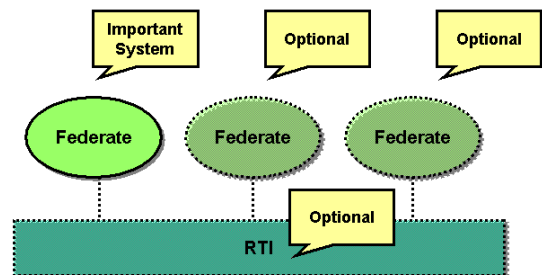 Important
System
Optional
Optional
Federate
Federate
Federate
Optional
RTI